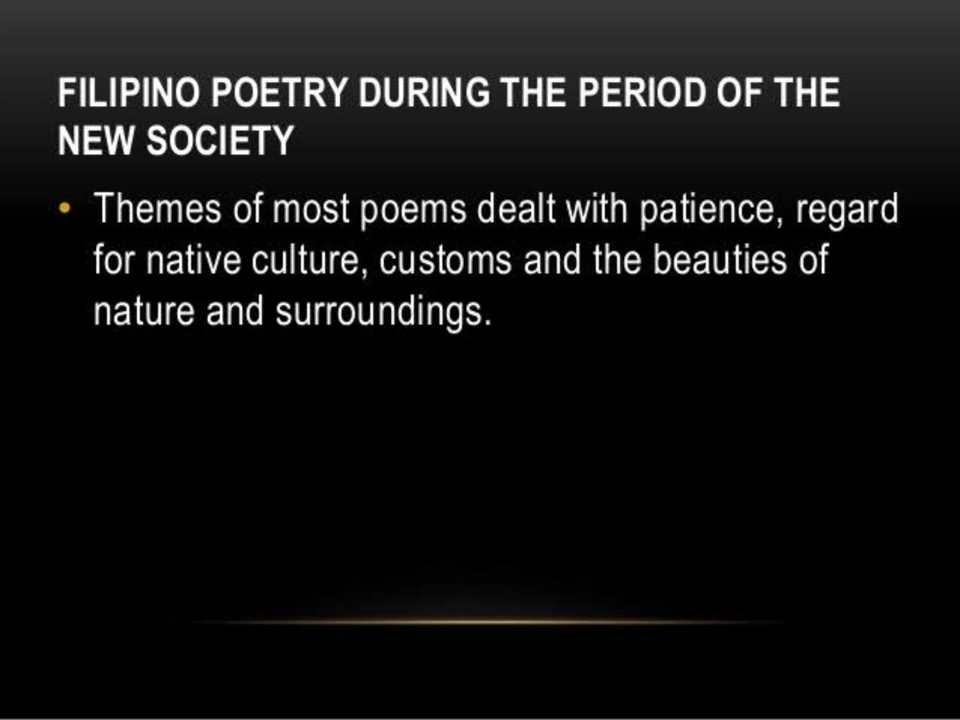 FILIPINO POETRY DURING THE PERIOD OF THE
NEW SOCIETY
• Themes of most poems dealt with patience, regard
for native culture, customs and the beauties of
nature and surroundings.